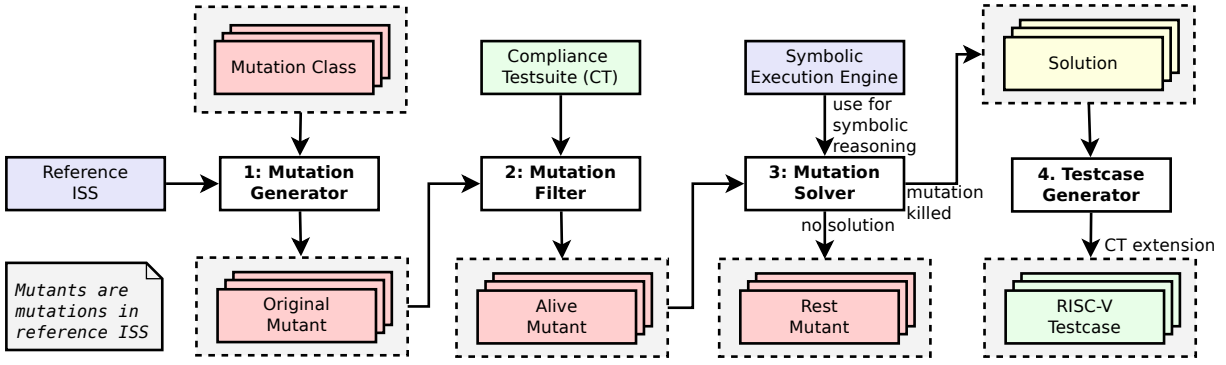 Mutation Class
Compliance
Testsuite (CT)
Symbolic
Execution Engine
Solution
use for
symbolic
reasoning
Reference
ISS
1: Mutation
Generator
2: Mutation
Filter
3: Mutation
Solver
mutation
killed
4. Testcase
Generator
no solution
CT extension
Mutants are
mutations in
reference ISS
Original
Mutant
Alive
Mutant
Rest
Mutant
RISC-V
Testcase